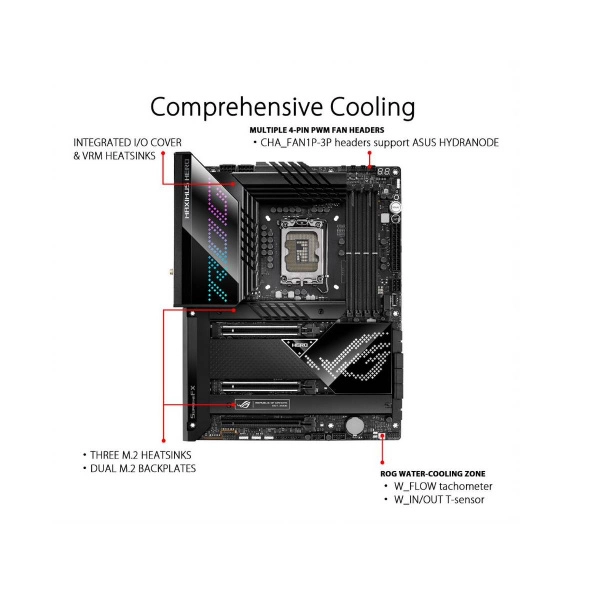 Comprehensive Cooling
MULTIPLE 4-PIN PWM FAN HEADERS
• CHA_FAN1P-3P headers support ASUS HYDRANODE
INTEGRATED I/O COVER
& VRM HEATSINKS
MAXIMUS HERO
HERO
SupremeFX
• THREE M.2 HEATSINKS
• DUAL M.2 BACKPLATES
ROG WATER-COOLING ZONE
• W_FLOW tachometer
• W_IN/OUT T-sensor